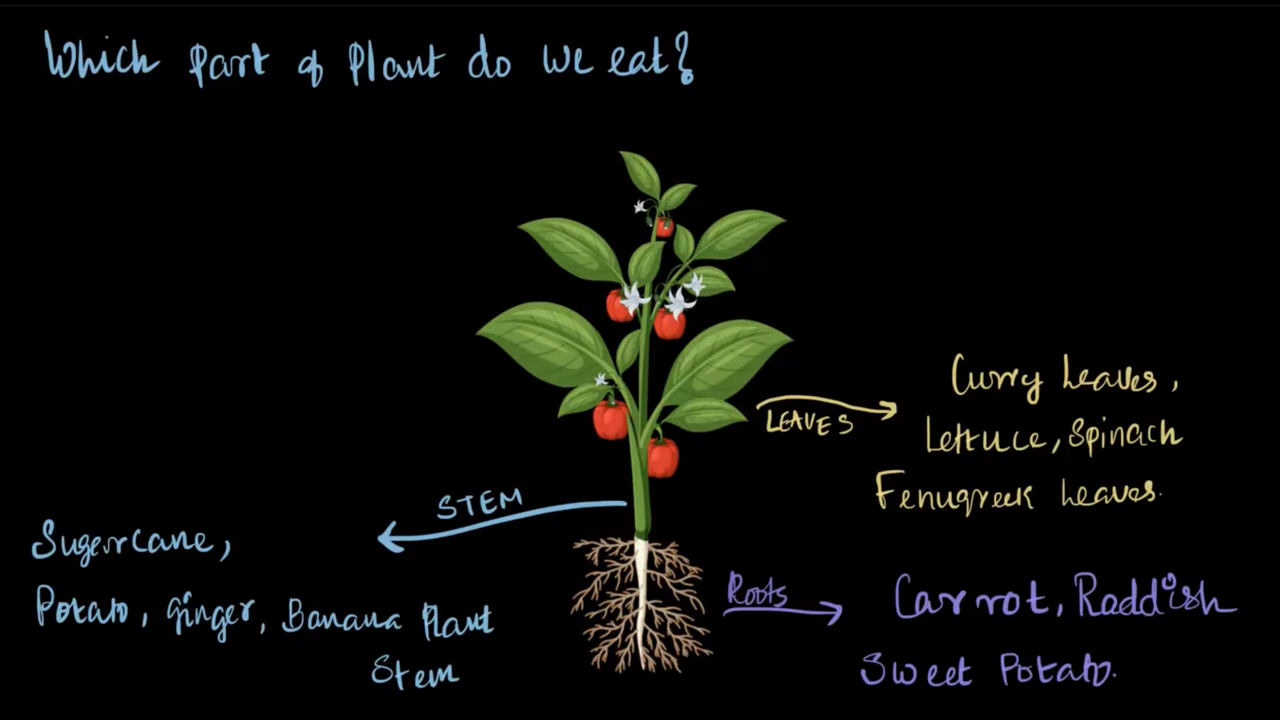 Which Part of Plant do we eat?
Curry Leaves,
LEAVES
Lettuce, Spinach
Fenugreek Leaves.
STEM
Sugarcane,
Potato, ginger, Banana Plant
Stem
Roots
Carrot, Raddish
Sweet Potato.